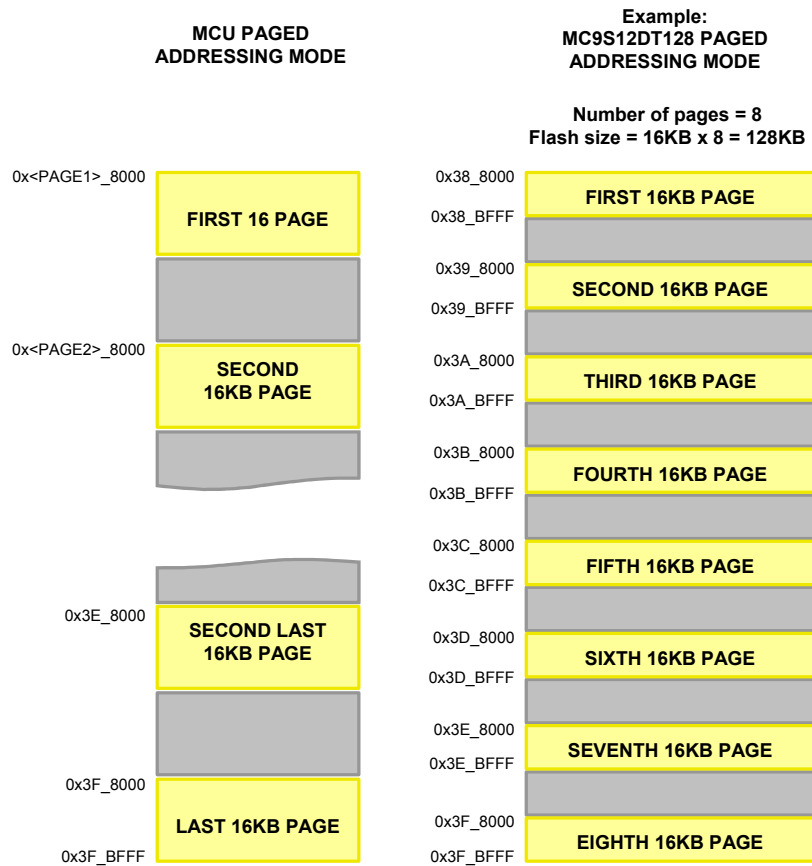 MCU PAGED
ADDRESSING MODE
0x<PAGE1>_8000
FIRST 16 PAGE
0x<PAGE2>_8000
SECOND
16KB PAGE
0x3E_8000
SECOND LAST
16KB PAGE
0x3F_8000
LAST 16KB PAGE
0x3F_BFFF
Example:
MC9S12DT128 PAGED
ADDRESSING MODE
Number of pages = 8
Flash size = 16KB x 8 = 128KB
0x38_8000
FIRST 16KB PAGE
0x38_BFFF
0x39_8000
SECOND 16KB PAGE
0x39_BFFF
0x3A_8000
THIRD 16KB PAGE
0x3A_BFFF
0x3B_8000
FOURTH 16KB PAGE
0x3B_BFFF
0x3C_8000
FIFTH 16KB PAGE
0x3C_BFFF
0x3D_8000
SIXTH 16KB PAGE
0x3D_BFFF
0x3E_8000
SEVENTH 16KB PAGE
0x3E_BFFF
0x3F_8000
EIGHTH 16KB PAGE
0x3F_BFFF